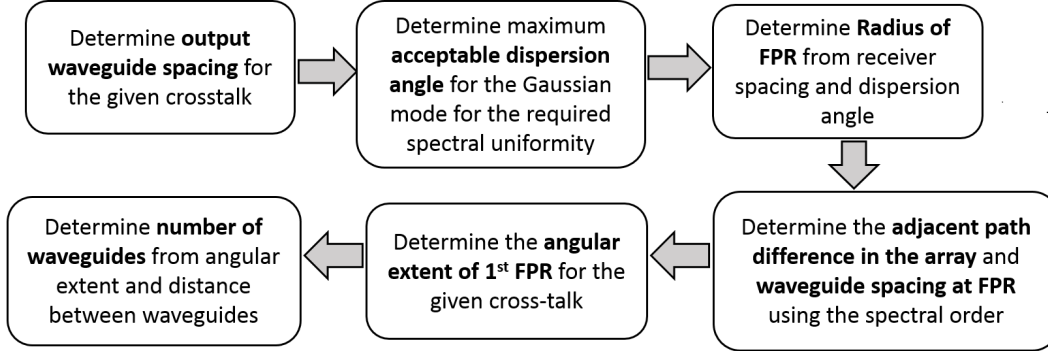 Determine output
waveguide spacing for
the given crosstalk
Determine maximum
acceptable dispersion
angle for the Gaussian
mode for the required
spectral uniformity
Determine Radius of
FPR from receiver
spacing and dispersion
angle
Determine the adjacent path
difference in the array and
waveguide spacing at FPR
using the spectral order
Determine the angular
extent of 1st FPR for the
given cross-talk
Determine number of
waveguides from angular
extent and distance
between waveguides